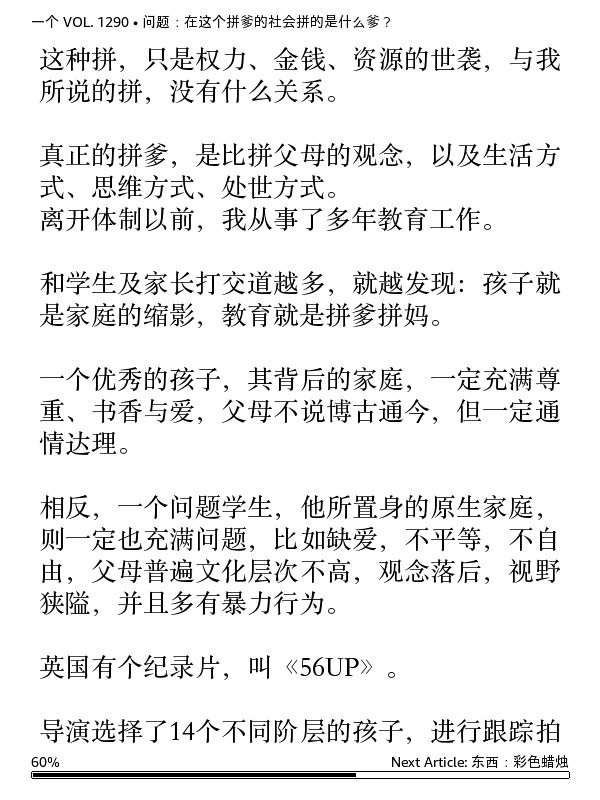 一个 VOL. 1290 • 问题：在这个拼爹的社会拼的是什么爹？
这种拼，只是权力、金钱、资源的世袭，与我
所说的拼，没有什么关系。
真正的拼爹，是比拼父母的观念，以及生活方
式、思维方式、处世方式。
离开体制以前，我从事了多年教育工作。
和学生及家长打交道越多，就越发现：孩子就
是家庭的缩影，教育就是拼爹拼妈。
一个优秀的孩子，其背后的家庭，一定充满尊
重、书香与爱，父母不说博古通今，但一定通
情达理。
相反，一个问题学生，他所置身的原生家庭，
则一定也充满问题，比如缺爱，不平等，不自
由，父母普遍文化层次不高，观念落后，视野
狭隘，并且多有暴力行为。
英国有个纪录片，叫《56UP》。
导演选择了14个不同阶层的孩子，进行跟踪拍
60%
Next Article: 东西：彩色蜡烛